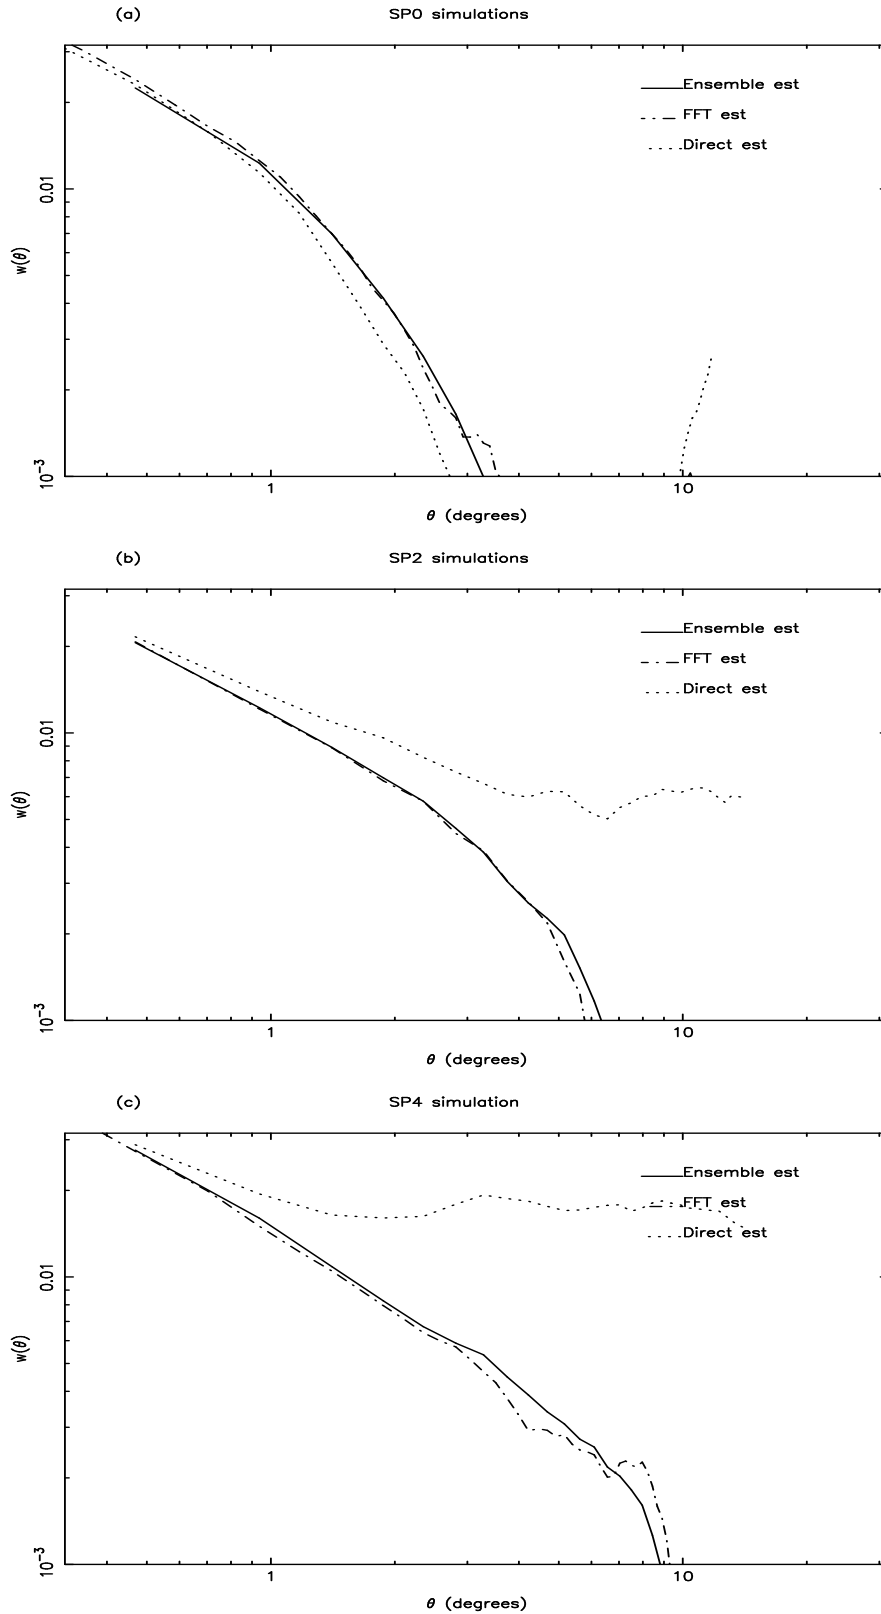 (a) SP0 simulations
Ensemble est
FFT est
Direct est
0.01
w(θ)
10⁻³
1 10
θ (degrees)
(b) SP2 simulations
Ensemble est
FFT est
Direct est
0.01
w(θ)
10⁻³
1 10
θ (degrees)
(c) SP4 simulation
Ensemble est
FFT est
Direct est
0.01
w(θ)
10⁻³
1 10
θ (degrees)